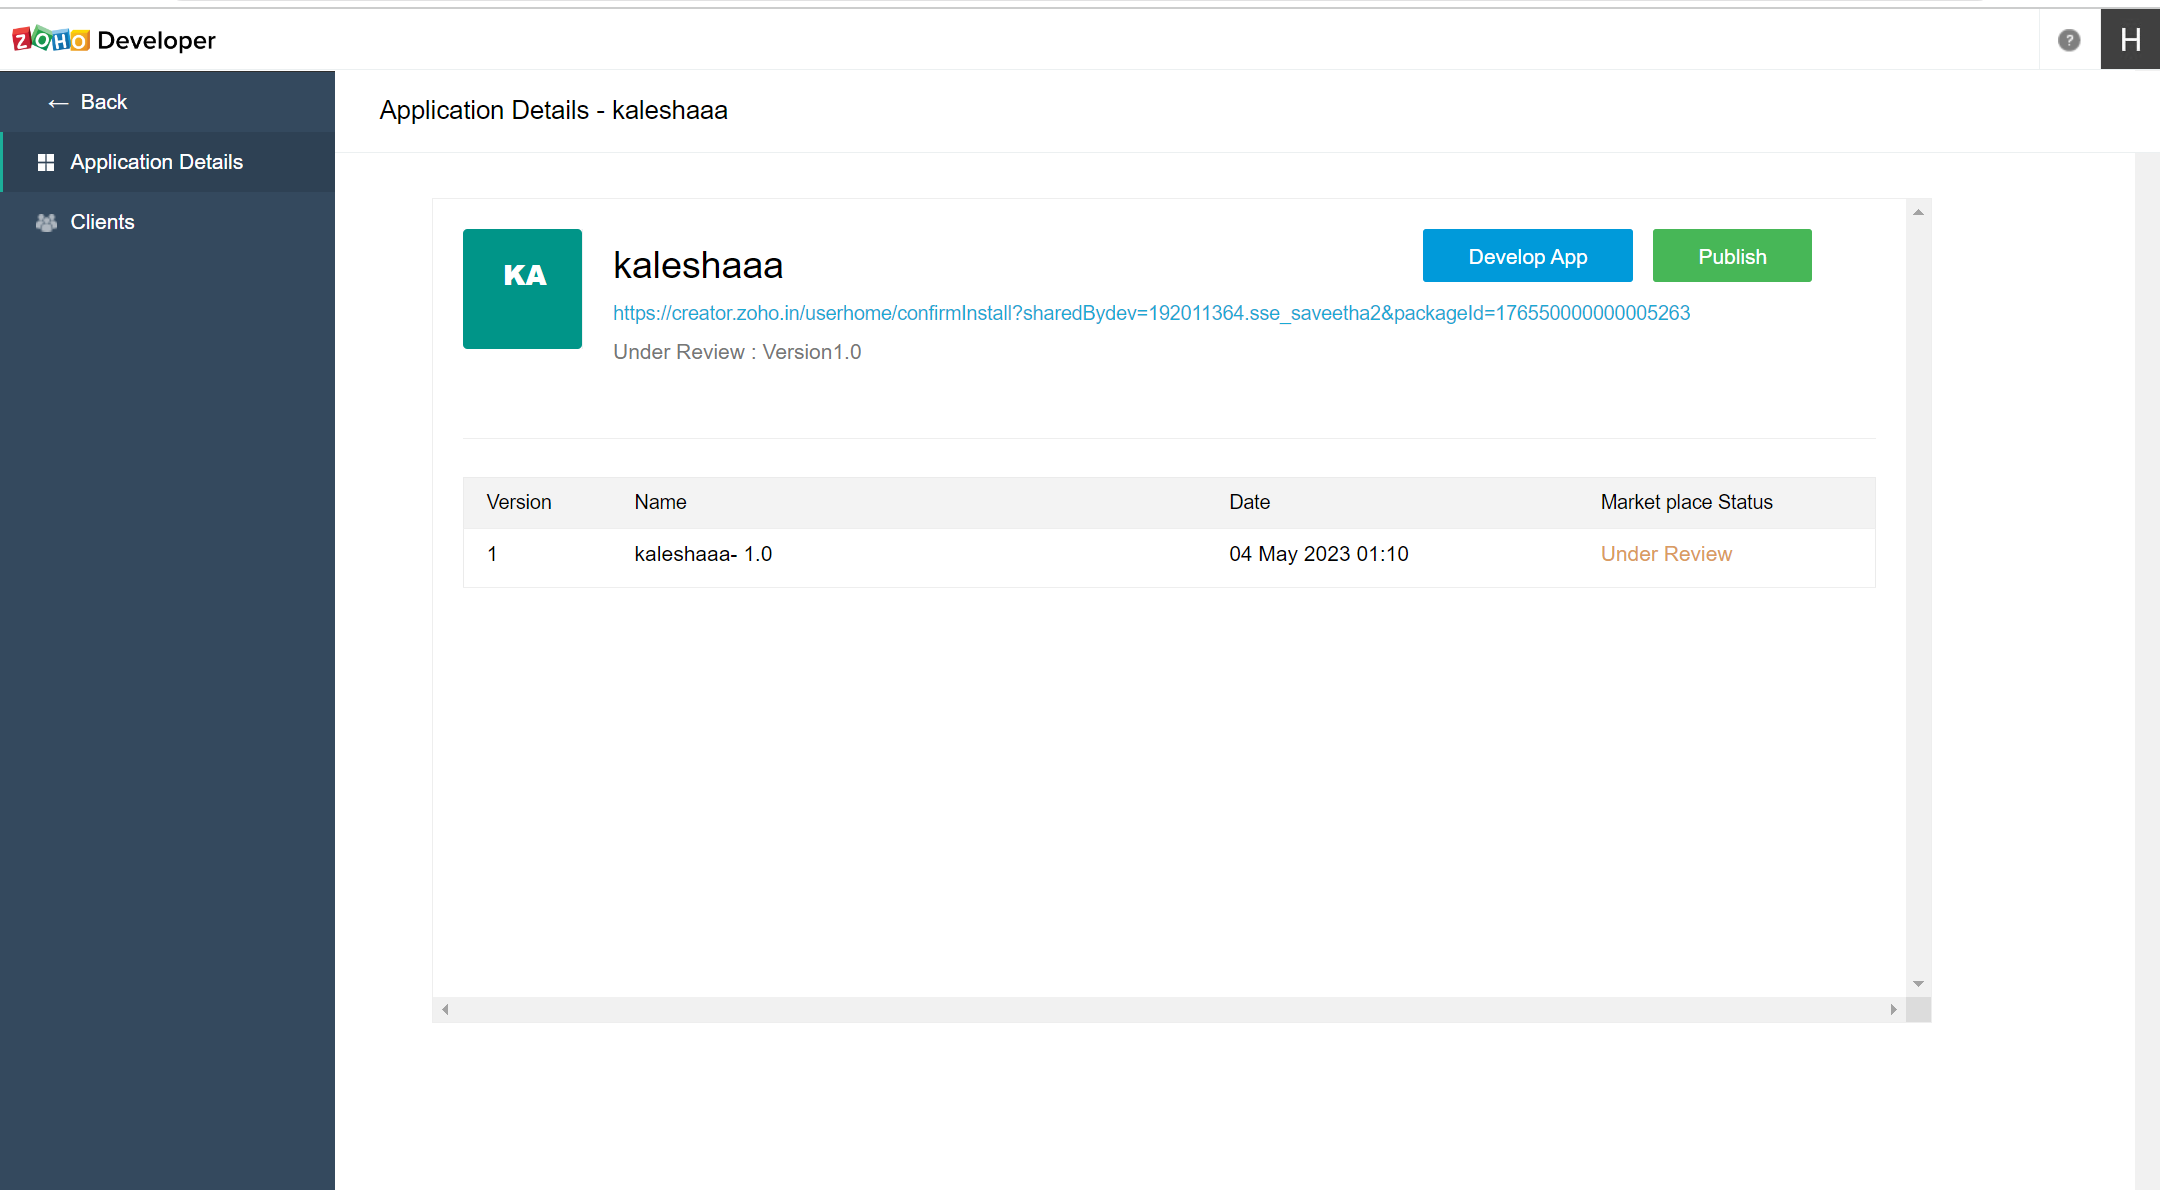 ZOHO Developer
?
H
← Back
Application Details
Clients
Application Details - kaleshaaa
KA
kaleshaaa
Develop App
Publish
https://creator.zoho.in/userhome/confirmInstall?sharedBydev=192011364.sse_saveetha2&packageId=176550000000005263
Under Review : Version1.0
Version Name Date Market place Status
1 kaleshaaa- 1.0 04 May 2023 01:10 Under Review